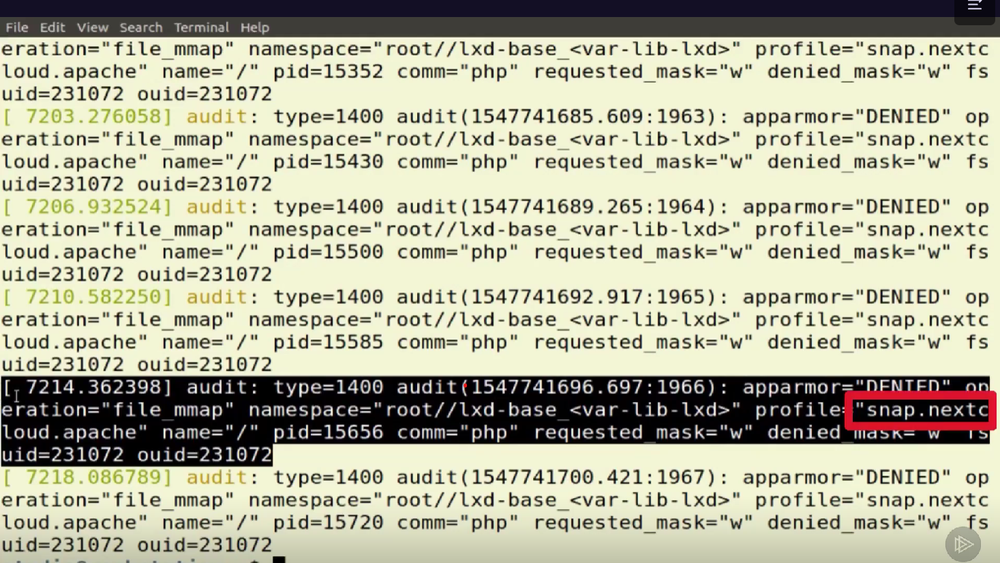 File Edit View Search Terminal Help
eration="file_mmap" namespace="root//lxd-base_<var-lib-lxd>" profile="snap.nextc
loud.apache" name="/" pid=15352 comm="php" requested_mask="w" denied_mask="w" fs
uid=231072 ouid=231072
[ 7203.276058] audit: type=1400 audit(1547741685.609:1963): apparmor="DENIED" op
eration="file_mmap" namespace="root//lxd-base_<var-lib-lxd>" profile="snap.nextc
loud.apache" name="/" pid=15430 comm="php" requested_mask="w" denied_mask="w" fs
uid=231072 ouid=231072
[ 7206.932524] audit: type=1400 audit(1547741689.265:1964): apparmor="DENIED" op
eration="file_mmap" namespace="root//lxd-base_<var-lib-lxd>" profile="snap.nextc
loud.apache" name="/" pid=15500 comm="php" requested_mask="w" denied_mask="w" fs
uid=231072 ouid=231072
[ 7210.582250] audit: type=1400 audit(1547741692.917:1965): apparmor="DENIED" op
eration="file_mmap" namespace="root//lxd-base_<var-lib-lxd>" profile="snap.nextc
loud.apache" name="/" pid=15585 comm="php" requested_mask="w" denied_mask="w" fs
uid=231072 ouid=231072
[ 7214.362398] audit: type=1400 audit(1547741696.697:1966): apparmor="DENIED" op
eration="file_mmap" namespace="root//lxd-base_<var-lib-lxd>" profile="snap.nextc
loud.apache" name="/" pid=15656 comm="php" requested_mask="w" denied_mask="w" fs
uid=231072 ouid=231072
[ 7218.086789] audit: type=1400 audit(1547741700.421:1967): apparmor="DENIED" op
eration="file_mmap" namespace="root//lxd-base_<var-lib-lxd>" profile="snap.nextc
loud.apache" name="/" pid=15720 comm="php" requested_mask="w" denied_mask="w" fs
uid=231072 ouid=231072